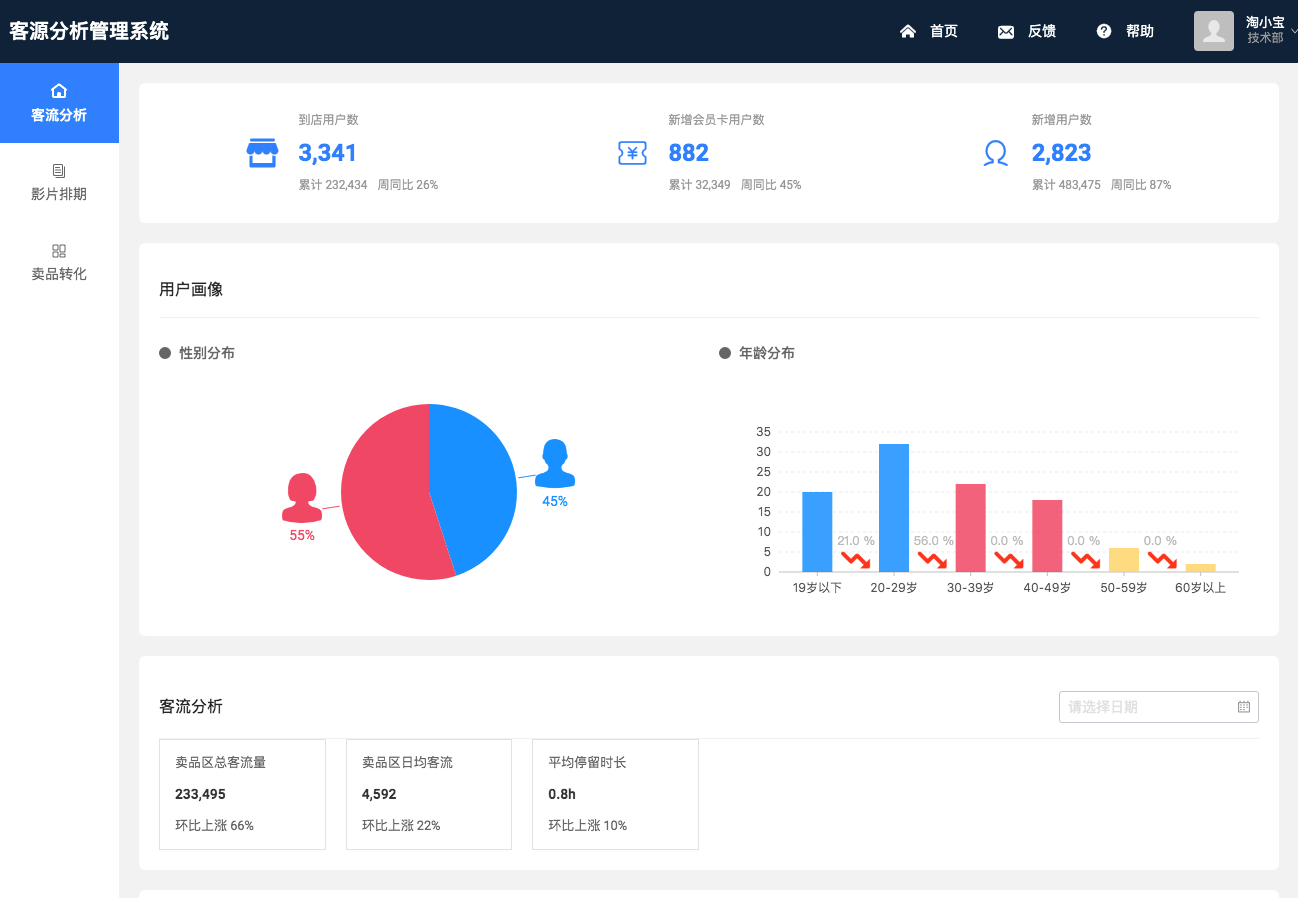 客源分析管理系统
首页
反馈
帮助
淘小宝
技术部
客流分析
影片排期
卖品转化
到店用户数
3,341
累计 232,434 周同比 26%
新增会员卡用户数
882
累计 32,349 周同比 45%
新增用户数
2,823
累计 483,475 周同比 87%
用户画像
性别分布
55%
45%
年龄分布
35
30
25
20
15
10
5
0
21.0 %
56.0 %
0.0 %
0.0 %
0.0 %
19岁以下
20-29岁
30-39岁
40-49岁
50-59岁
60岁以上
客流分析
请选择日期
卖品区总客流量
233,495
环比上涨 66%
卖品区日均客流
4,592
环比上涨 22%
平均停留时长
0.8h
环比上涨 10%